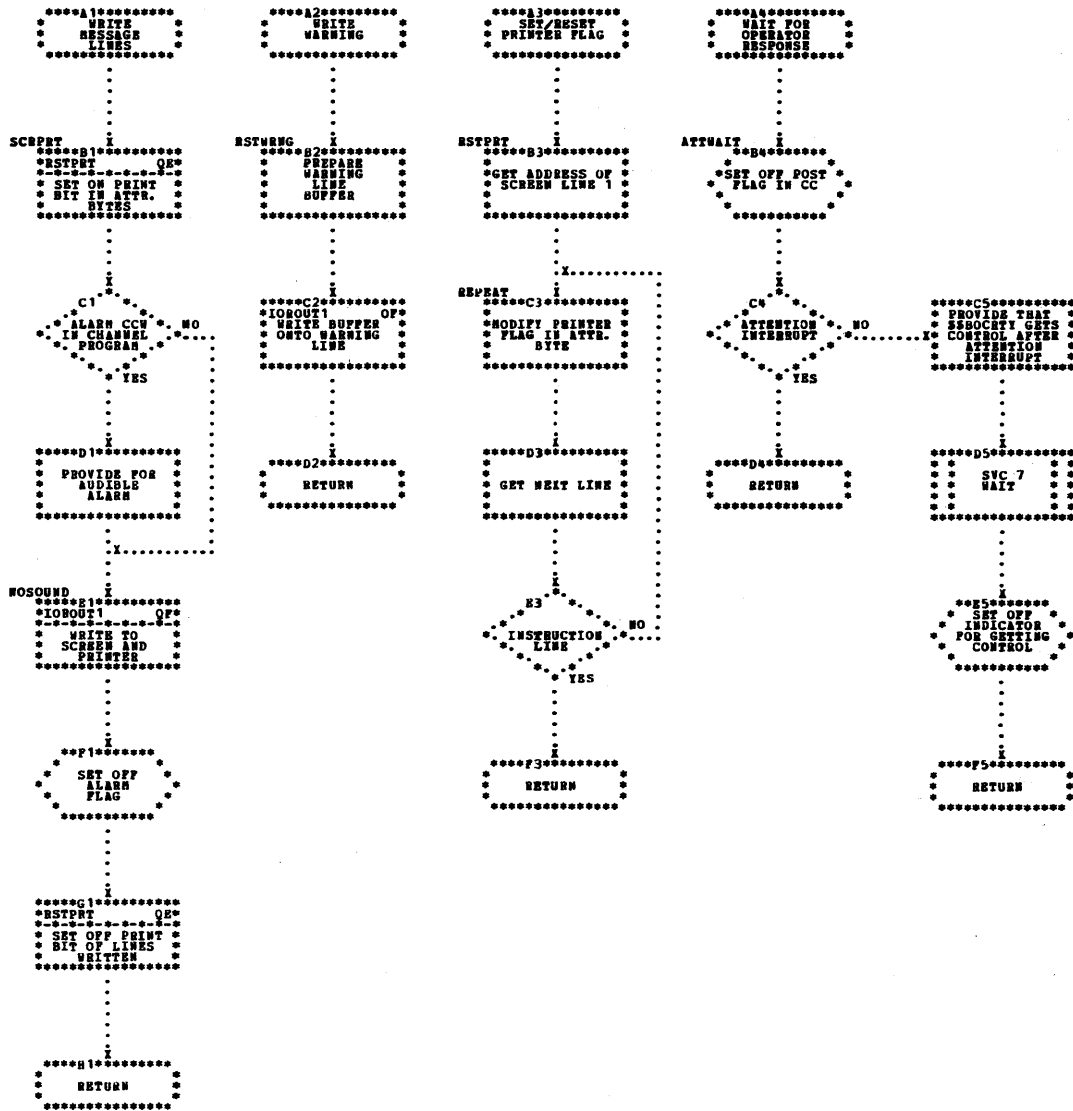 A1
WRITE
MESSAGE
LINES
A2
WRITE
WARNING
A3
SET/RESET
PRINTER FLAG
A4
WAIT FOR
OPERATOR
RESPONSE
SCRPRT
B1
RSTPRT QE
SET ON PRINT
BIT IN ATTR.
BYTES
RSTWRNG
B2
PREPARE
WARNING
LINE
BUFFER
RSTPRT
B3
GET ADDRESS OF
SCREEN LINE 1
ATTWAIT
B4
SET OFF POST
FLAG IN CC
C1
ALARM CCW
IN CHANNEL
PROGRAM
NO
YES
C2
IOROUT1 QF
WRITE BUFFER
ONTO WARNING
LINE
REPEAT
C3
MODIFY PRINTER
FLAG IN ATTR.
BYTE
C4
ATTENTION
INTERRUPT
NO
YES
C5
PROVIDE THAT
$$BOCRTY GETS
CONTROL AFTER
ATTENTION
INTERRUPT
D1
PROVIDE FOR
AUDIBLE
ALARM
D2
RETURN
D3
GET NEXT LINE
D4
RETURN
D5
SVC 7
WAIT
NOSOUND
E1
IOROUT1 QF
WRITE TO
SCREEN AND
PRINTER
E3
INSTRUCTION
LINE
NO
YES
E5
SET OFF
INDICATOR
FOR GETTING
CONTROL
F1
SET OFF
ALARM
FLAG
F3
RETURN
F5
RETURN
G1
RSTPRT QE
SET OFF PRINT
BIT OF LINES
WRITTEN
H1
RETURN